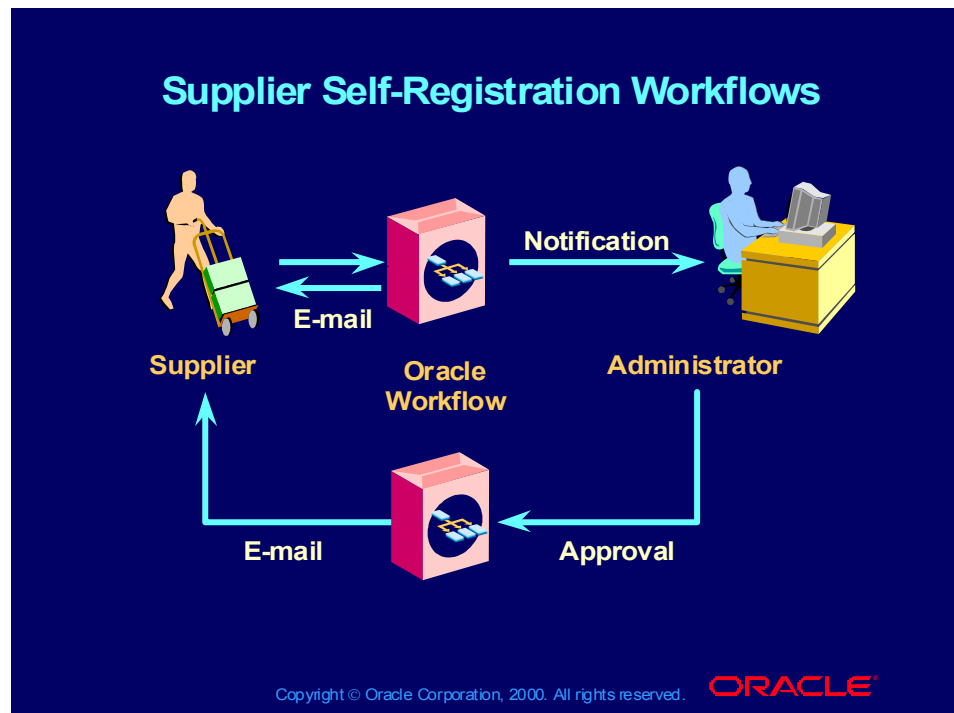 Supplier Self-Registration Workflows
Notification
E-mail
Supplier
Oracle
Workflow
Administrator
E-mail
Approval
Copyright © Oracle Corporation, 2000. All rights reserved.
ORACLE®